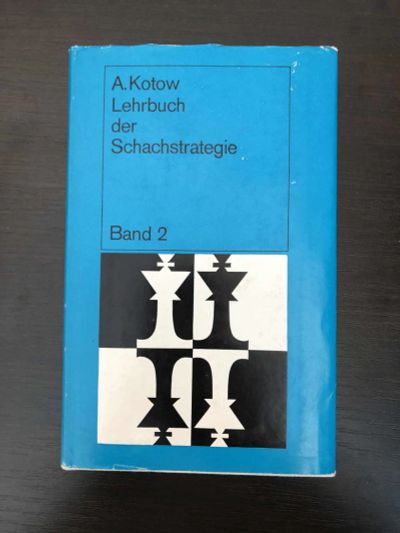 A.Kotow
Lehrbuch
der
Schachstrategie
Band 2